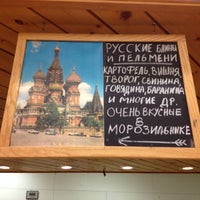 РУССКИЕ БЛИНЫ
И ПЕЛЬМЕНИ
КАРТОФЕЛЬ, ВИШНЯ
ТВОРОГ, СВИНИНА,
ГОВЯДИНА, БАРАНИНА
И МНОГИЕ ДР.
ОЧЕНЬ ВКУСНЫЕ
В
МОРОЗИЛЬНИКЕ